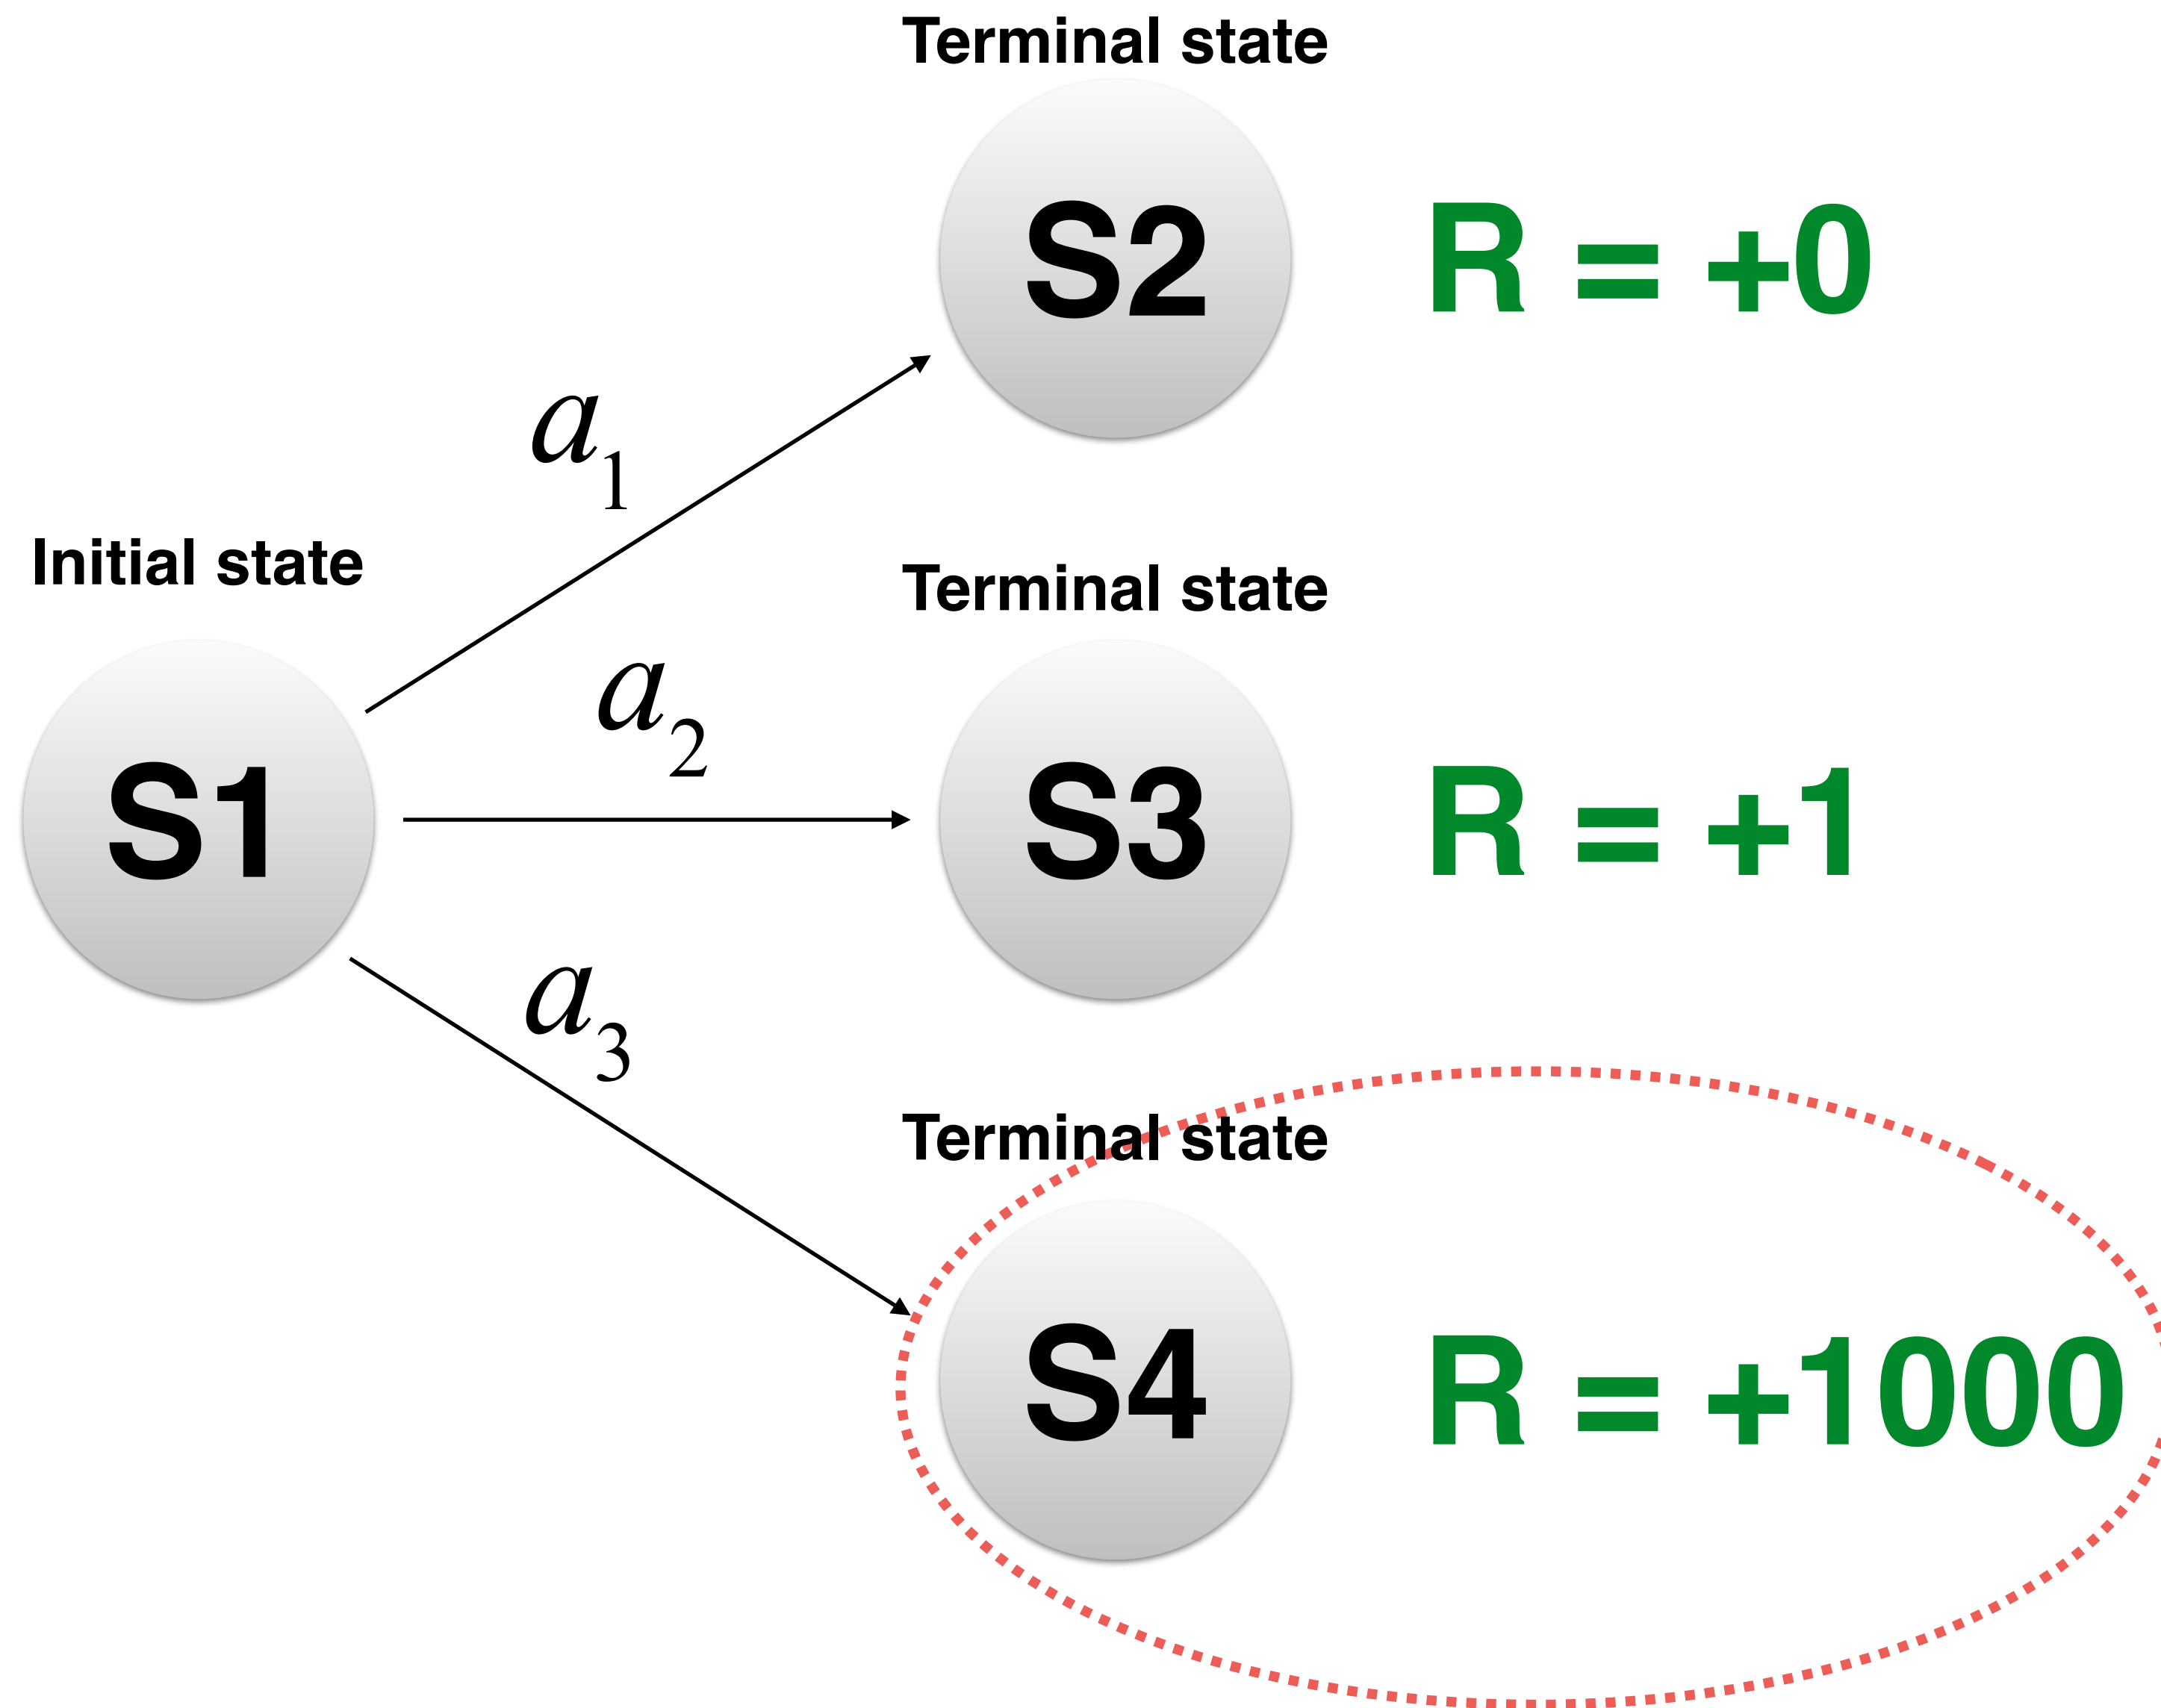 Terminal state
S2
R = +0
a1
Initial state
Terminal state
a2
S1
S3
R = +1
a3
Terminal state
S4
R = +1000